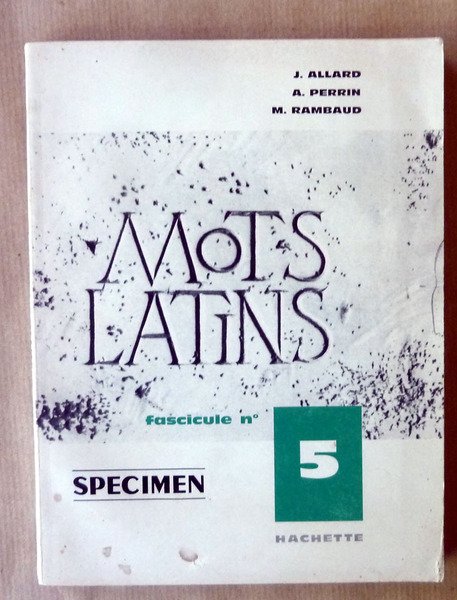 J. ALLARD
A. PERRIN
M. RAMBAUD
MOTS
LATINS
fascicule n°
5
SPECIMEN
HACHETTE